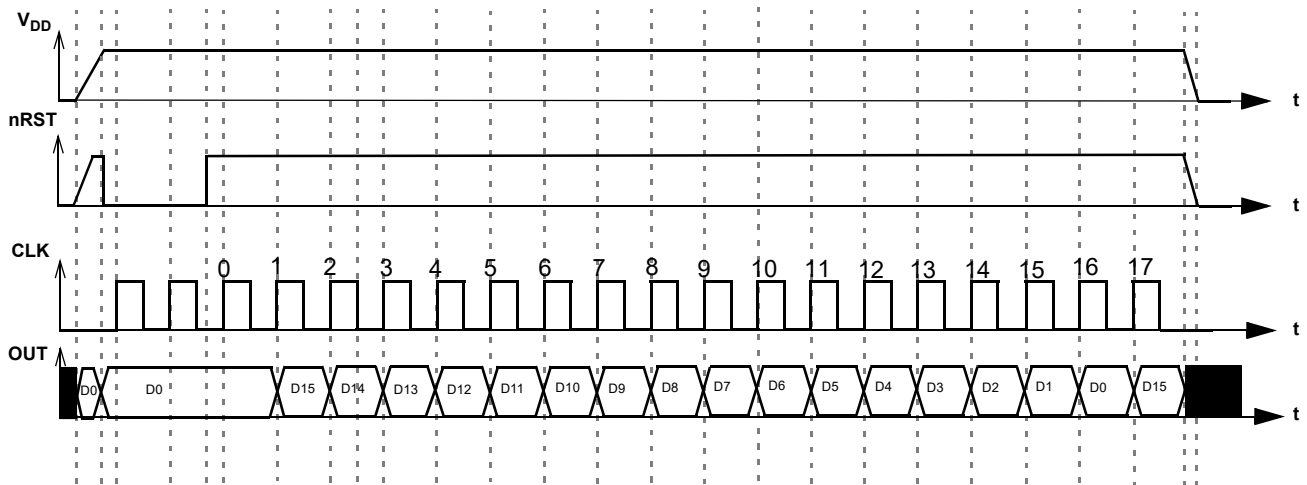 VDD
t
nRST
t
CLK
0 1 2 3 4 5 6 7 8 9 10 11 12 13 14 15 16 17
t
OUT
D0 D0 D15 D14 D13 D12 D11 D10 D9 D8 D7 D6 D5 D4 D3 D2 D1 D0 D15
t